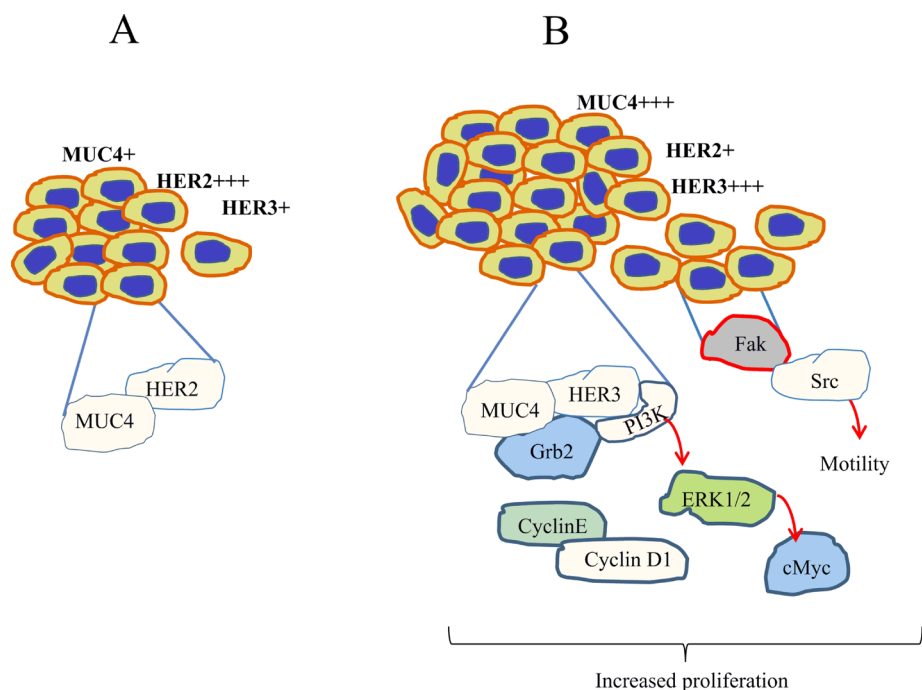 A
MUC4+
HER2+++
HER3+
HER2
MUC4
B
MUC4+++
HER2+
HER3+++
Fak
Src
Motility
HER3
MUC4
PI3K
Grb2
ERK1/2
CyclinE
Cyclin D1
cMyc
Increased proliferation